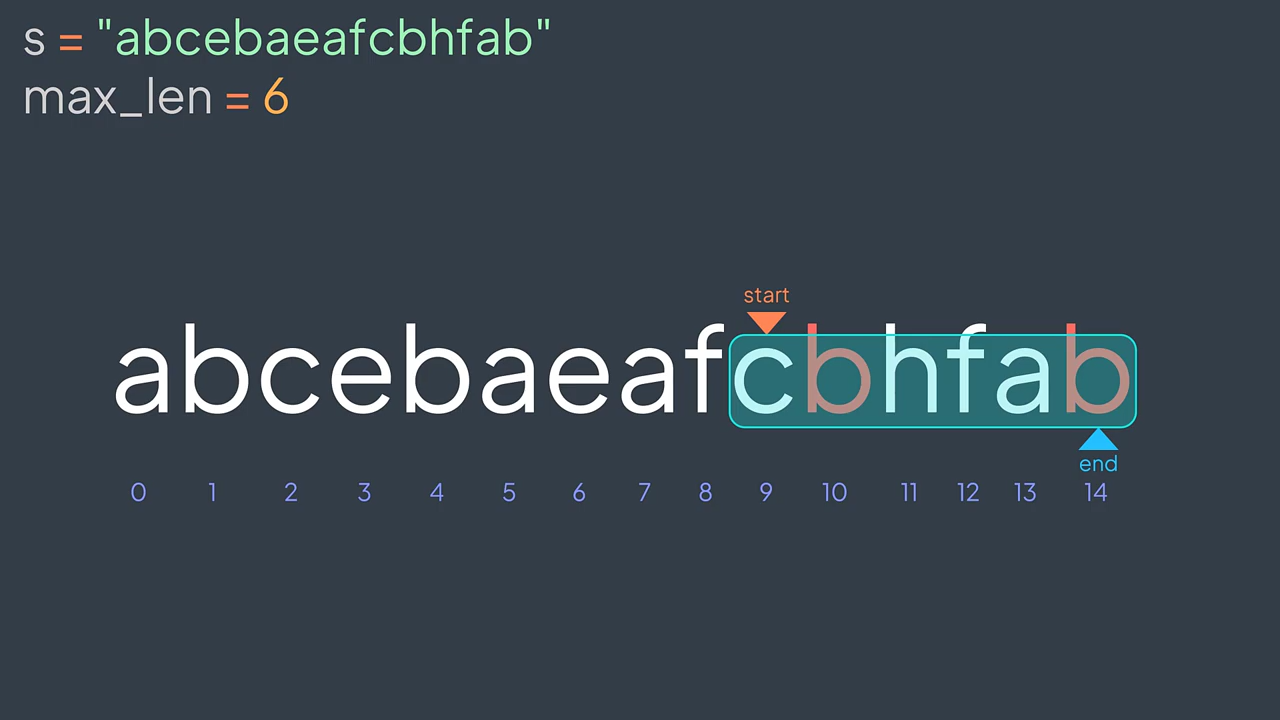 s = "abcebaeafcbhfab"
max_len = 6
start
abcebaeafcbhfab
end
0 1 2 3 4 5 6 7 8 9 10 11 12 13 14